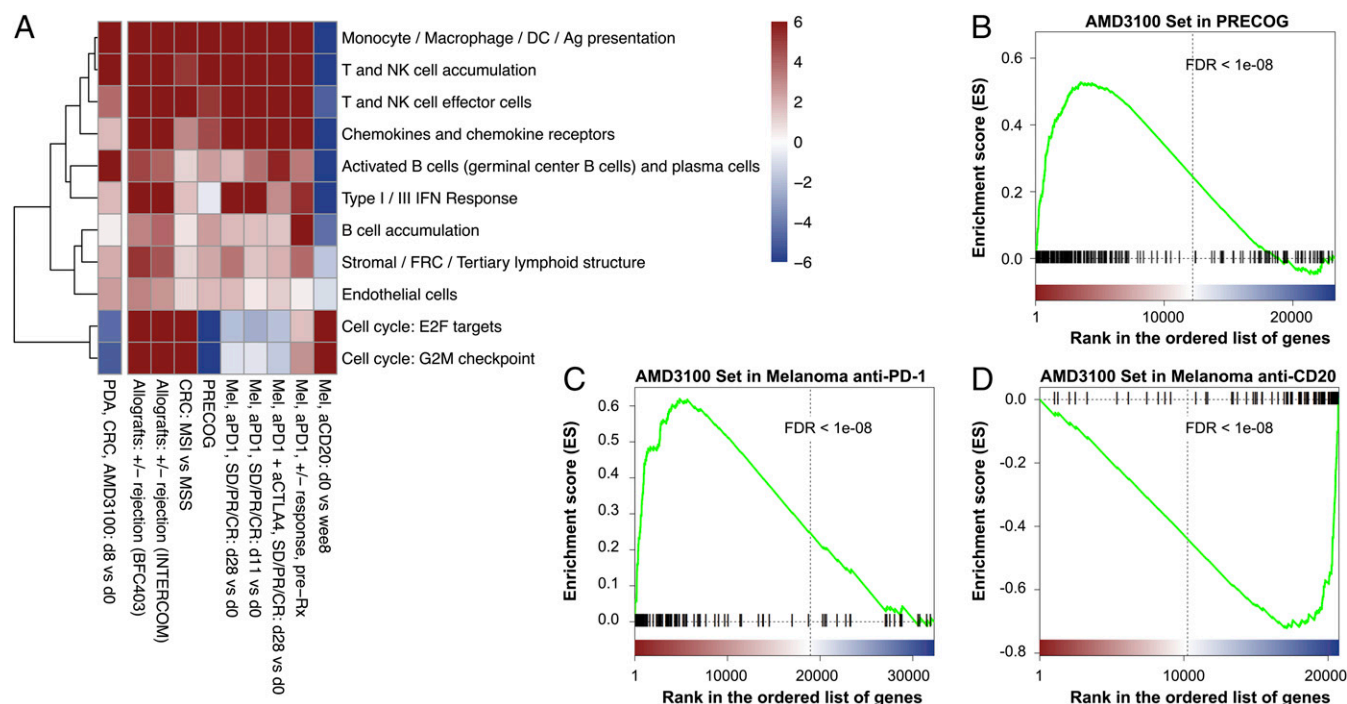 A
Monocyte / Macrophage / DC / Ag presentation
T and NK cell accumulation
T and NK cell effector cells
Chemokines and chemokine receptors
Activated B cells (germinal center B cells) and plasma cells
Type I / III IFN Response
B cell accumulation
Stromal / FRC / Tertiary lymphoid structure
Endothelial cells
Cell cycle: E2F targets
Cell cycle: G2M checkpoint
PDA, CRC, AMD3100: d8 vs d0
Allografts: +/− rejection (BFC403)
Allografts: +/− rejection (INTERCOM)
CRC: MSI vs MSS
PRECOG
Mel, aPD1, SD/PR/CR: d28 vs d0
Mel, aPD1, SD/PR/CR: d11 vs d0
Mel, aPD1 + aCTLA4, SD/PR/CR: d28 vs d0
Mel, aPD1, +/− response, pre−Rx
Mel, aCD20: d0 vs wee8
6
4
2
0
−2
−4
−6
B
AMD3100 Set in PRECOG
FDR < 1e-08
Enrichment score (ES)
0.6
0.4
0.2
0.0
1
10000
20000
Rank in the ordered list of genes
C
AMD3100 Set in Melanoma anti-PD-1
FDR < 1e-08
Enrichment score (ES)
0.6
0.5
0.4
0.3
0.2
0.1
0.0
1
10000
20000
30000
Rank in the ordered list of genes
D
AMD3100 Set in Melanoma anti-CD20
FDR < 1e-08
Enrichment score (ES)
0.0
-0.2
-0.4
-0.6
-0.8
1
10000
20000
Rank in the ordered list of genes